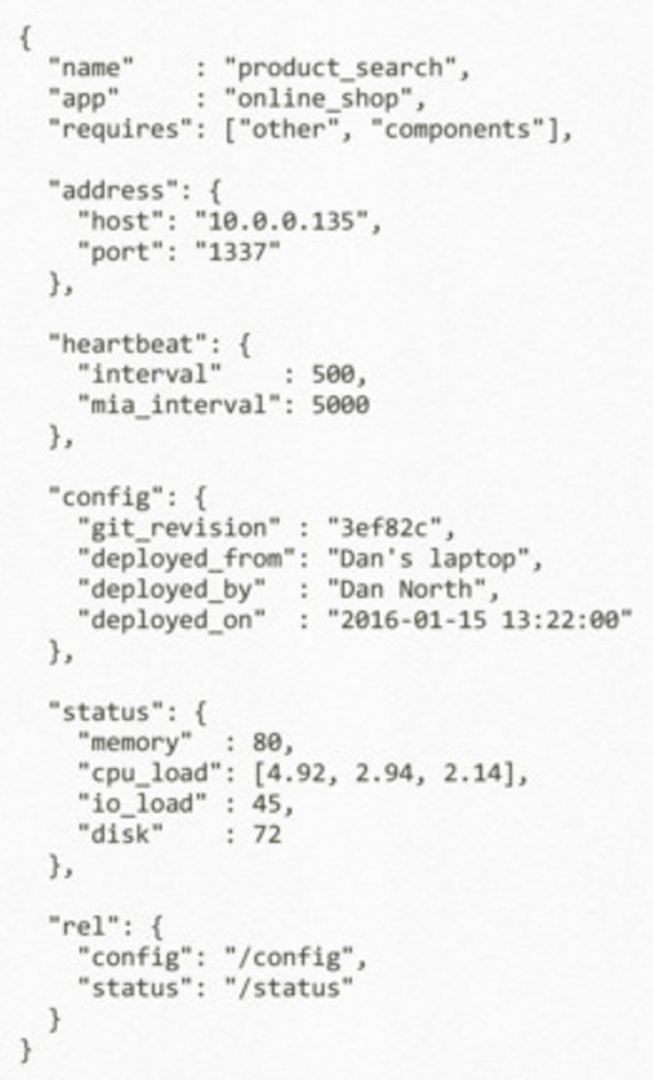 {
  "name"    : "product_search",
  "app"     : "online_shop",
  "requires": ["other", "components"],

  "address": {
    "host": "10.0.0.135",
    "port": "1337"
  },

  "heartbeat": {
    "interval"    : 500,
    "mia_interval": 5000
  },

  "config": {
    "git_revision" : "3ef82c",
    "deployed_from": "Dan's laptop",
    "deployed_by"  : "Dan North",
    "deployed_on"  : "2016-01-15 13:22:00"
  },

  "status": {
    "memory"  : 80,
    "cpu_load": [4.92, 2.94, 2.14],
    "io_load" : 45,
    "disk"    : 72
  },

  "rel": {
    "config": "/config",
    "status": "/status"
  }
}